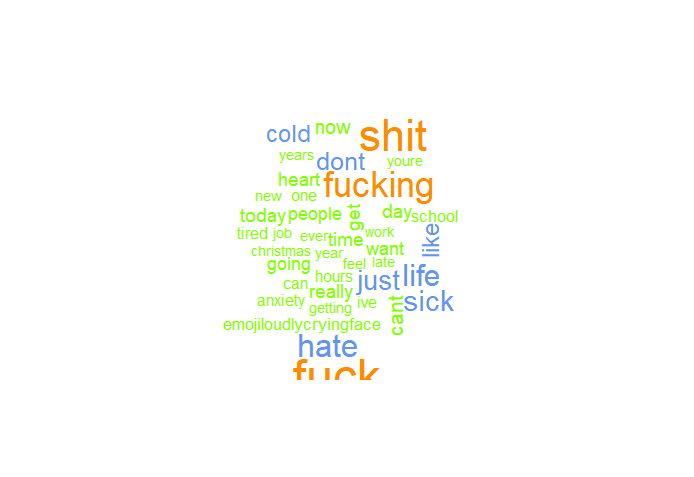 shit
now
cold
years
dont
youre
heart
fucking
new
one
today
people
get
day
school
tired
job
ever
time
work
like
christmas
year
want
going
feel
late
can
hours
just
life
anxiety
really
getting
ive
cant
sick
emojiloudlycryingface
hate
fuck